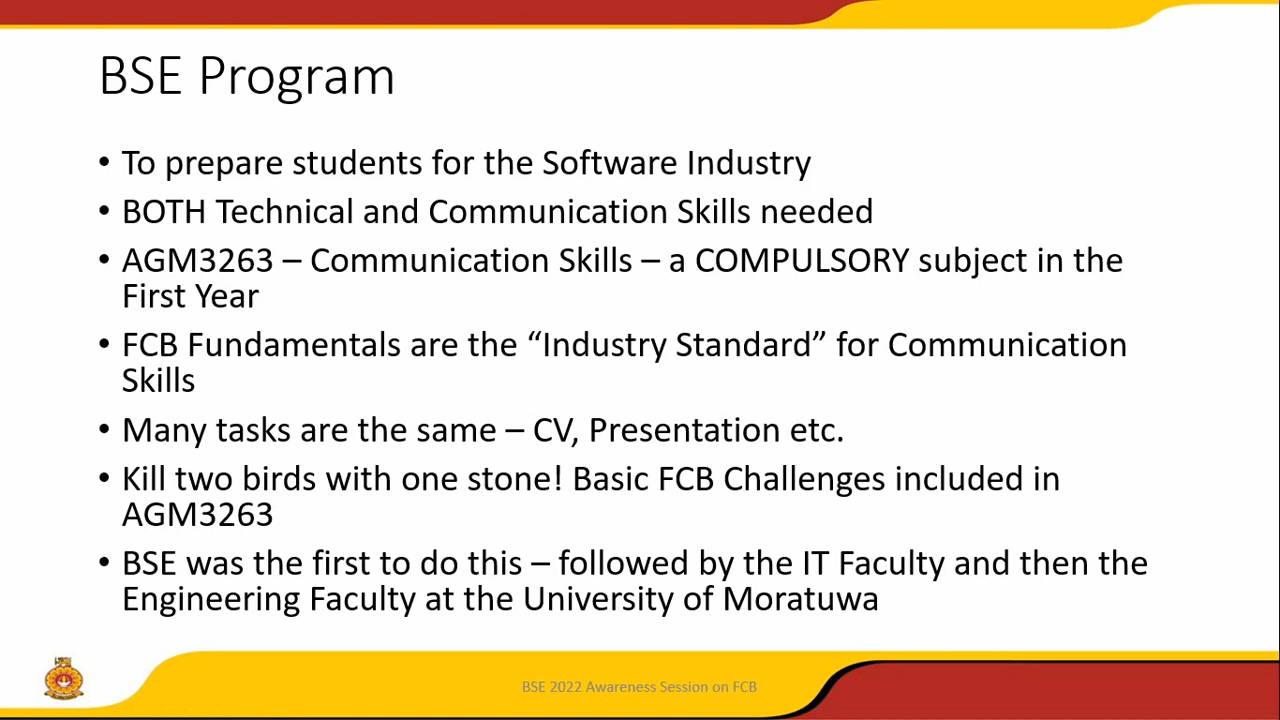 BSE Program
• To prepare students for the Software Industry
• BOTH Technical and Communication Skills needed
• AGM3263 – Communication Skills – a COMPULSORY subject in the
First Year
• FCB Fundamentals are the “Industry Standard” for Communication
Skills
• Many tasks are the same – CV, Presentation etc.
• Kill two birds with one stone! Basic FCB Challenges included in
AGM3263
• BSE was the first to do this – followed by the IT Faculty and then the
Engineering Faculty at the University of Moratuwa
BSE 2022 Awareness Session on FCB